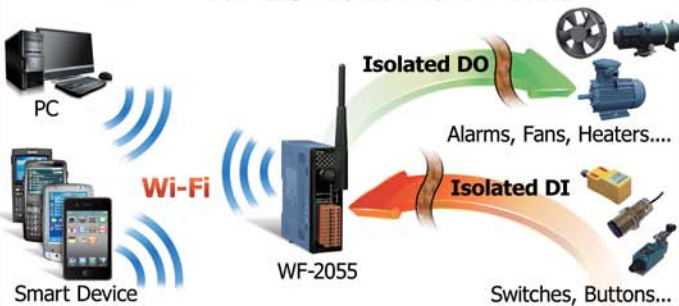 Isolated DO
PC
Alarms, Fans, Heaters....
Wi-Fi
Isolated DI
WF-2055
Smart Device
Switches, Buttons...